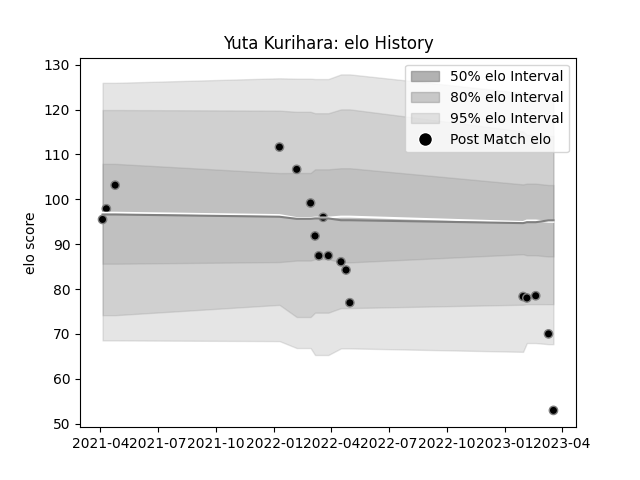 Yuta Kurihara: elo History
130
120
110
100
90
80
70
60
50
elo score
50% elo Interval
80% elo Interval
95% elo Interval
Post Match elo
2021-04 2021-07 2021-10 2022-01 2022-04 2022-07 2022-10 2023-01 2023-04